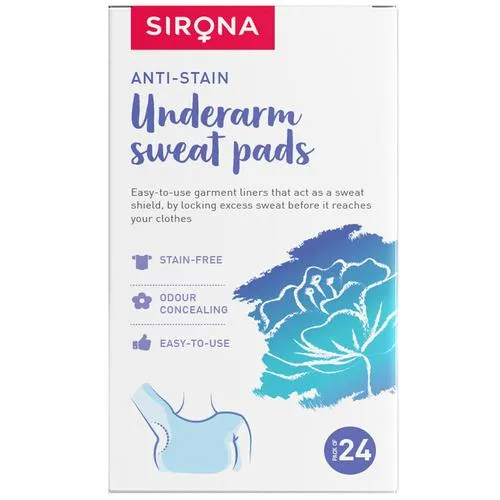 SIRONA
ANTI-STAIN
Underarm
sweat pads
Easy-to-use garment liners that act as a sweat
shield, by locking excess sweat before it reaches
your clothes
STAIN-FREE
ODOUR
CONCEALING
EASY-TO-USE
PACK OF 24